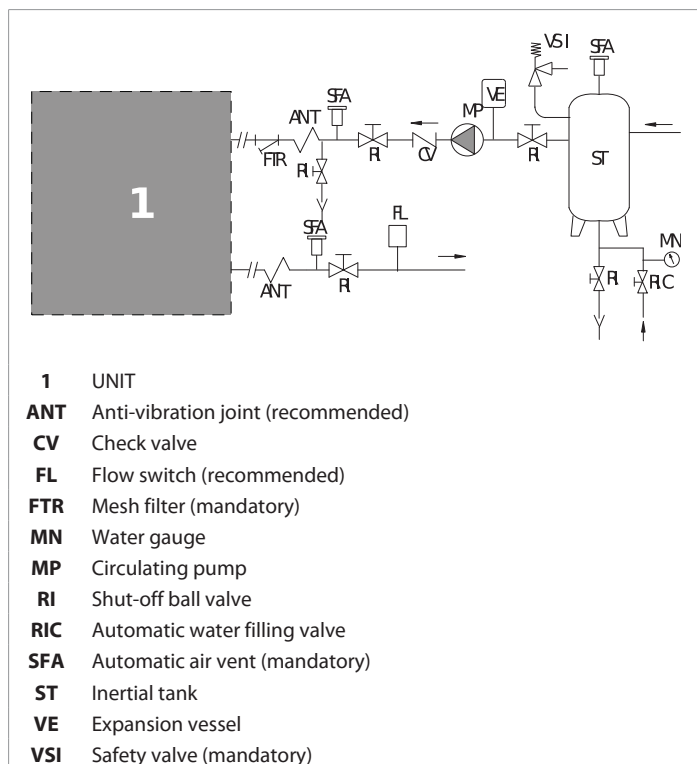 VSI SFA
SFA
ANT
MP
VE
FTR
RI
RI
CV
RI
ST
1
SFA
FL
MN
ANT
RI
RI
RIC
1 UNIT
ANT Anti-vibration joint (recommended)
CV Check valve
FL Flow switch (recommended)
FTR Mesh filter (mandatory)
MN Water gauge
MP Circulating pump
RI Shut-off ball valve
RIC Automatic water filling valve
SFA Automatic air vent (mandatory)
ST Inertial tank
VE Expansion vessel
VSI Safety valve (mandatory)